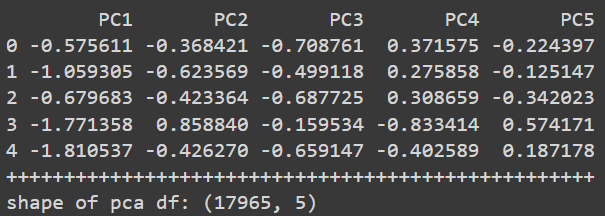 PC1 PC2 PC3 PC4 PC5
0 -0.575611 -0.368421 -0.708761 0.371575 -0.224397
1 -1.059305 -0.623569 -0.499118 0.275858 -0.125147
2 -0.679683 -0.423364 -0.687725 0.308659 -0.342023
3 -1.771358 0.858840 -0.159534 -0.833414 0.574171
4 -1.810537 -0.426270 -0.659147 -0.402589 0.187178
+++++++++++++++++++++++++++++++++++++++++++++++++++
shape of pca df: (17965, 5)